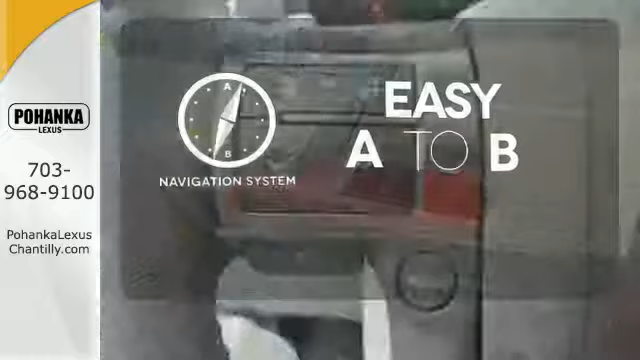 POHANKA
LEXUS
703-
968-9100
PohankaLexus
Chantilly.com
A
B
NAVIGATION SYSTEM
EASY
A TO B